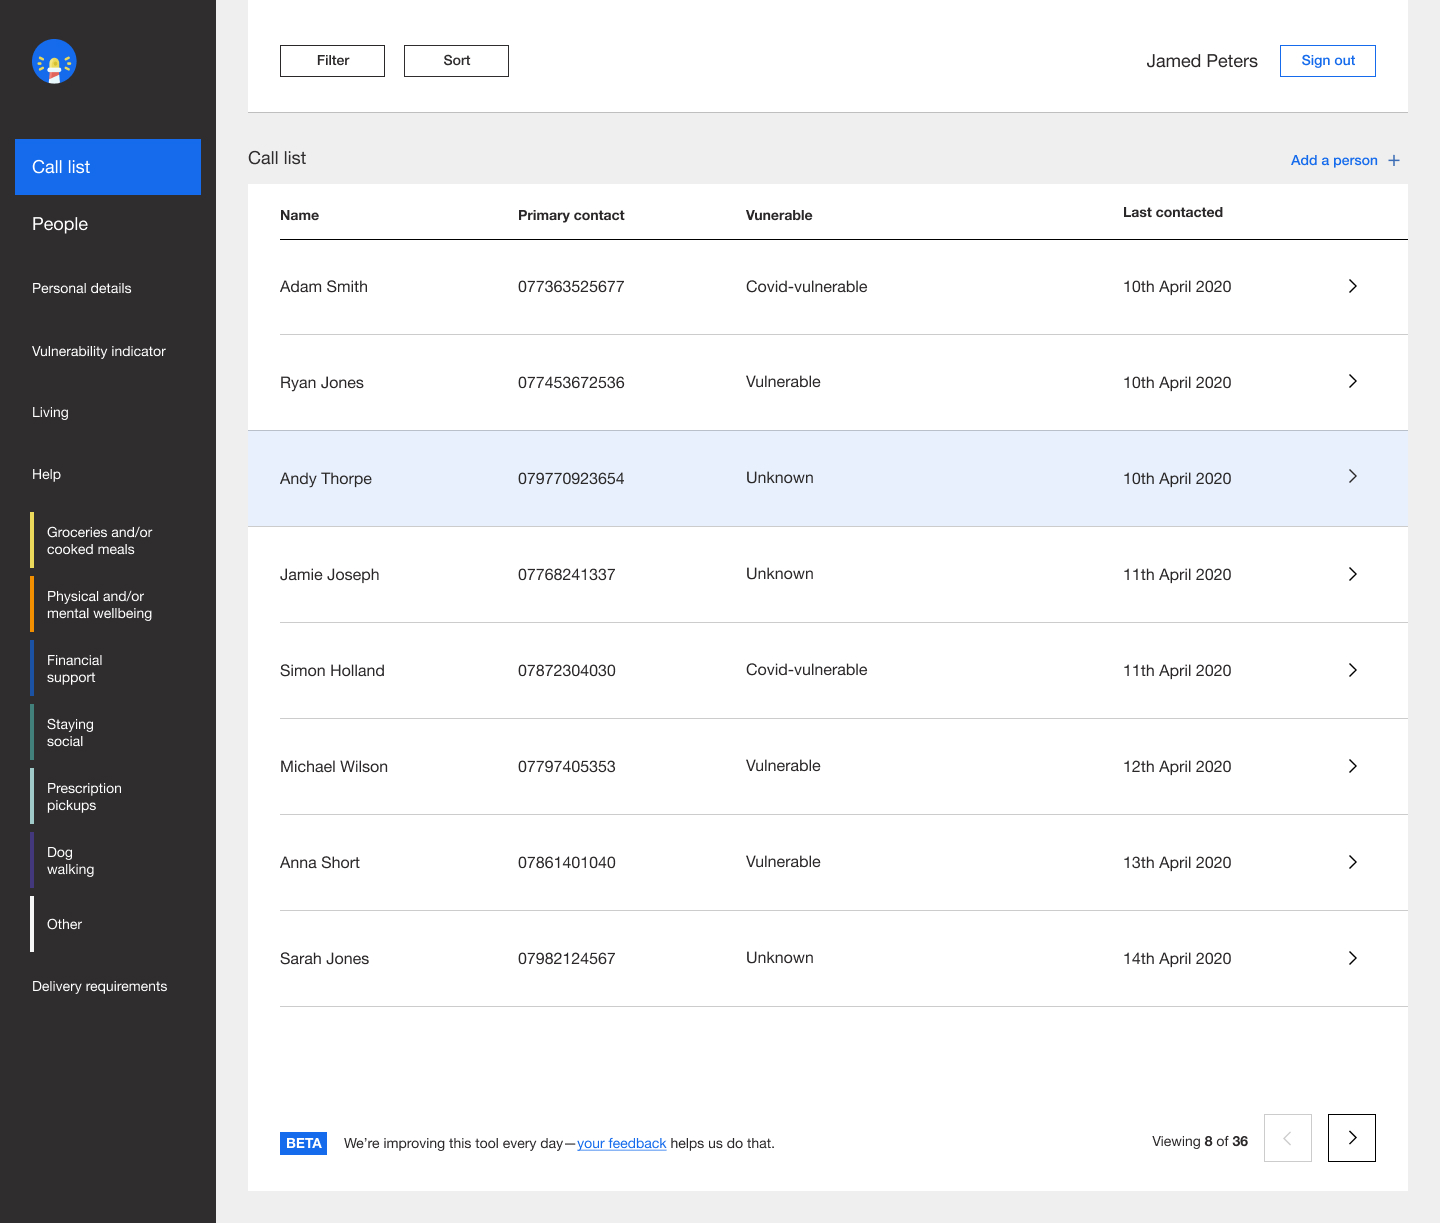 Filter
Sort
Jamed Peters
Sign out
Call list
People
Personal details
Vulnerability indicator
Living
Help
Groceries and/or
cooked meals
Physical and/or
mental wellbeing
Financial
support
Staying
social
Prescription
pickups
Dog
walking
Other
Delivery requirements
Call list
Add a person +
Name Primary contact Vunerable Last contacted
Adam Smith 077363525677 Covid-vulnerable 10th April 2020
Ryan Jones 077453672536 Vulnerable 10th April 2020
Andy Thorpe 079770923654 Unknown 10th April 2020
Jamie Joseph 07768241337 Unknown 11th April 2020
Simon Holland 07872304030 Covid-vulnerable 11th April 2020
Michael Wilson 07797405353 Vulnerable 12th April 2020
Anna Short 07861401040 Vulnerable 13th April 2020
Sarah Jones 07982124567 Unknown 14th April 2020
BETA We’re improving this tool every day—your feedback helps us do that.
Viewing 8 of 36